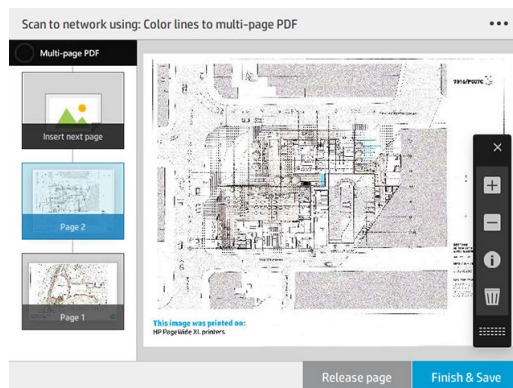 Scan to network using: Color lines to multi-page PDF
Multi-page PDF
Insert next page
Page 2
Page 1
This image was printed on:
HP PageWide XL printers
Release page
Finish & Save